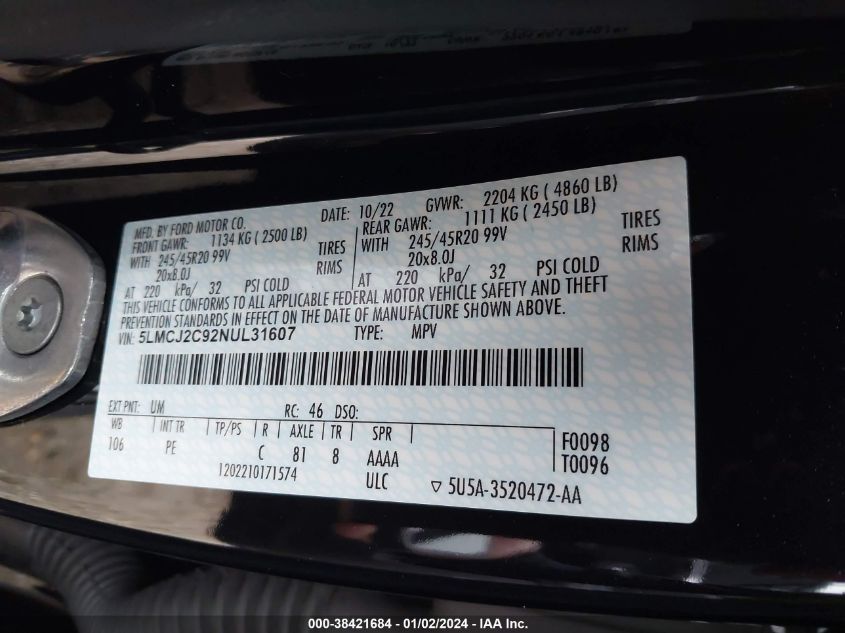 MFD. BY FORD MOTOR CO.
DATE: 10/22 GVWR: 2204 KG ( 4860 LB)
FRONT GAWR: 1134 KG ( 2500 LB) REAR GAWR: 1111 KG ( 2450 LB)
WITH 245/45R20 99V TIRES WITH 245/45R20 99V TIRES
20x8.0J RIMS 20x8.0J RIMS
AT 220 kPa/ 32 PSI COLD AT 220 kPa/ 32 PSI COLD
THIS VEHICLE CONFORMS TO ALL APPLICABLE FEDERAL MOTOR VEHICLE SAFETY AND THEFT
PREVENTION STANDARDS IN EFFECT ON THE DATE OF MANUFACTURE SHOWN ABOVE.
VIN: 5LMCJ2C92NUL31607 TYPE: MPV
EXT PNT: UM RC: 46 DSO:
WB INT TR TP/PS R AXLE TR SPR F0098
106 PE C 81 8 AAAA T0096
1202210171574 ULC ▽ 5U5A-3520472-AA
000-38421684 - 01/02/2024 - IAA Inc.